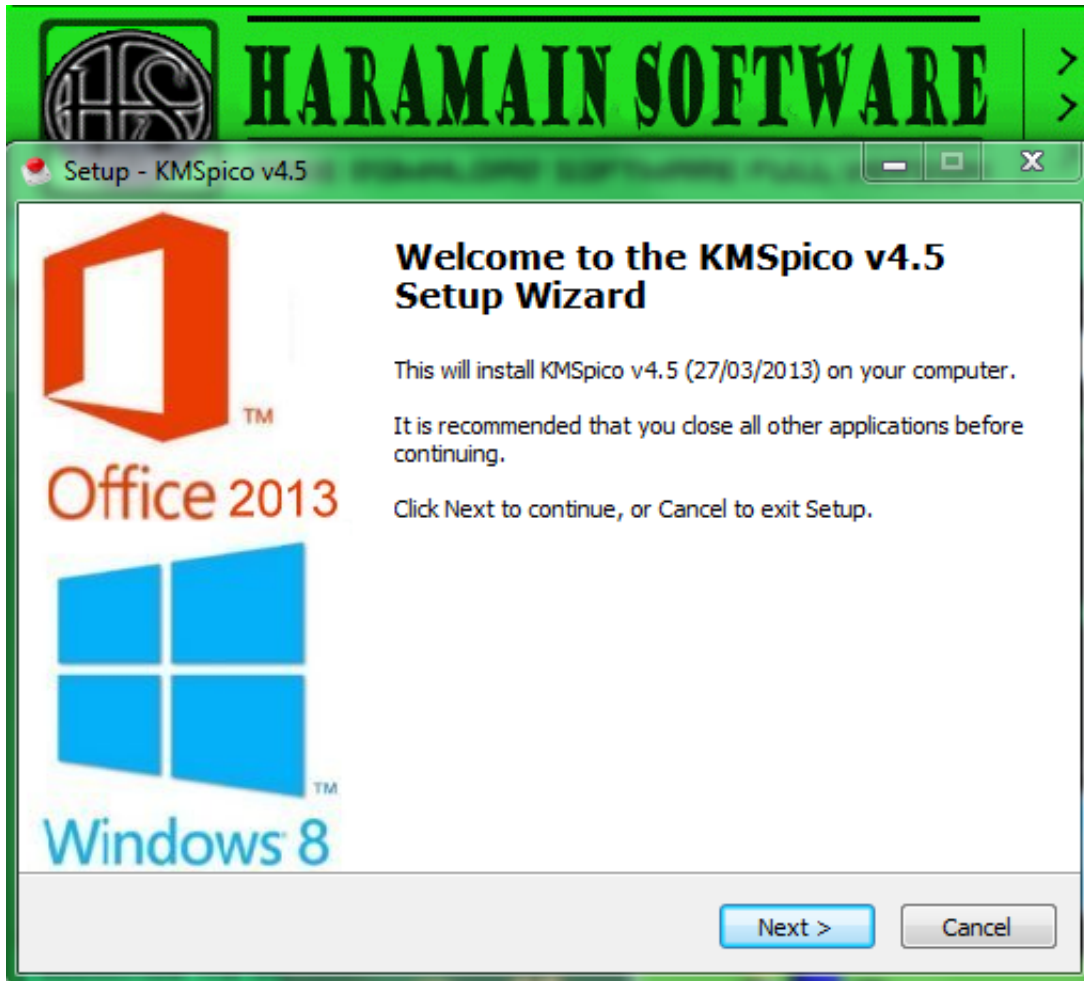 HS
HARAMAIN SOFTWARE
>
>
Setup - KMSpico v4.5
Welcome to the KMSpico v4.5
Setup Wizard
This will install KMSpico v4.5 (27/03/2013) on your computer.
It is recommended that you close all other applications before
continuing.
Click Next to continue, or Cancel to exit Setup.
TM
Office 2013
TM
Windows 8
Next >
Cancel